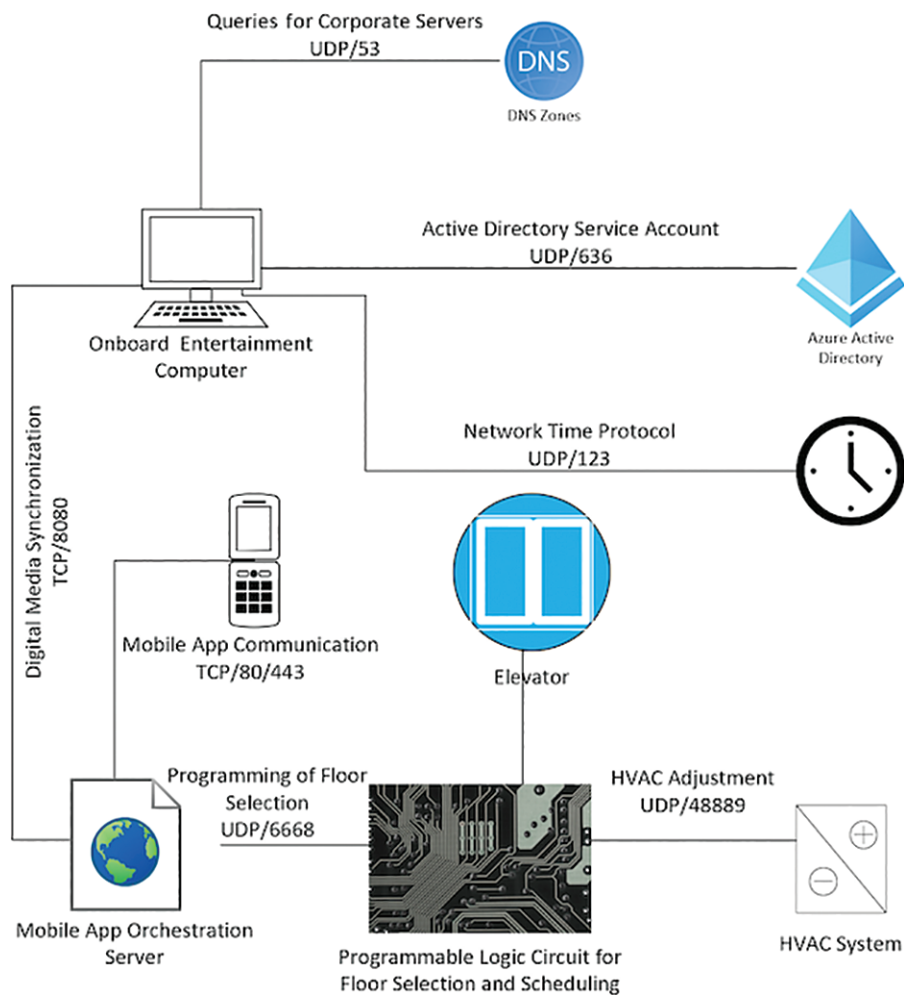 Queries for Corporate Servers
UDP/53
DNS
DNS Zones
Active Directory Service Account
UDP/636
Azure Active
Directory
Onboard Entertainment
Computer
Network Time Protocol
UDP/123
Digital Media Synchronization
TCP/8080
Mobile App Communication
TCP/80/443
Elevator
Programming of Floor
Selection
UDP/6668
HVAC Adjustment
UDP/48889
Mobile App Orchestration
Server
Programmable Logic Circuit for
Floor Selection and Scheduling
HVAC System